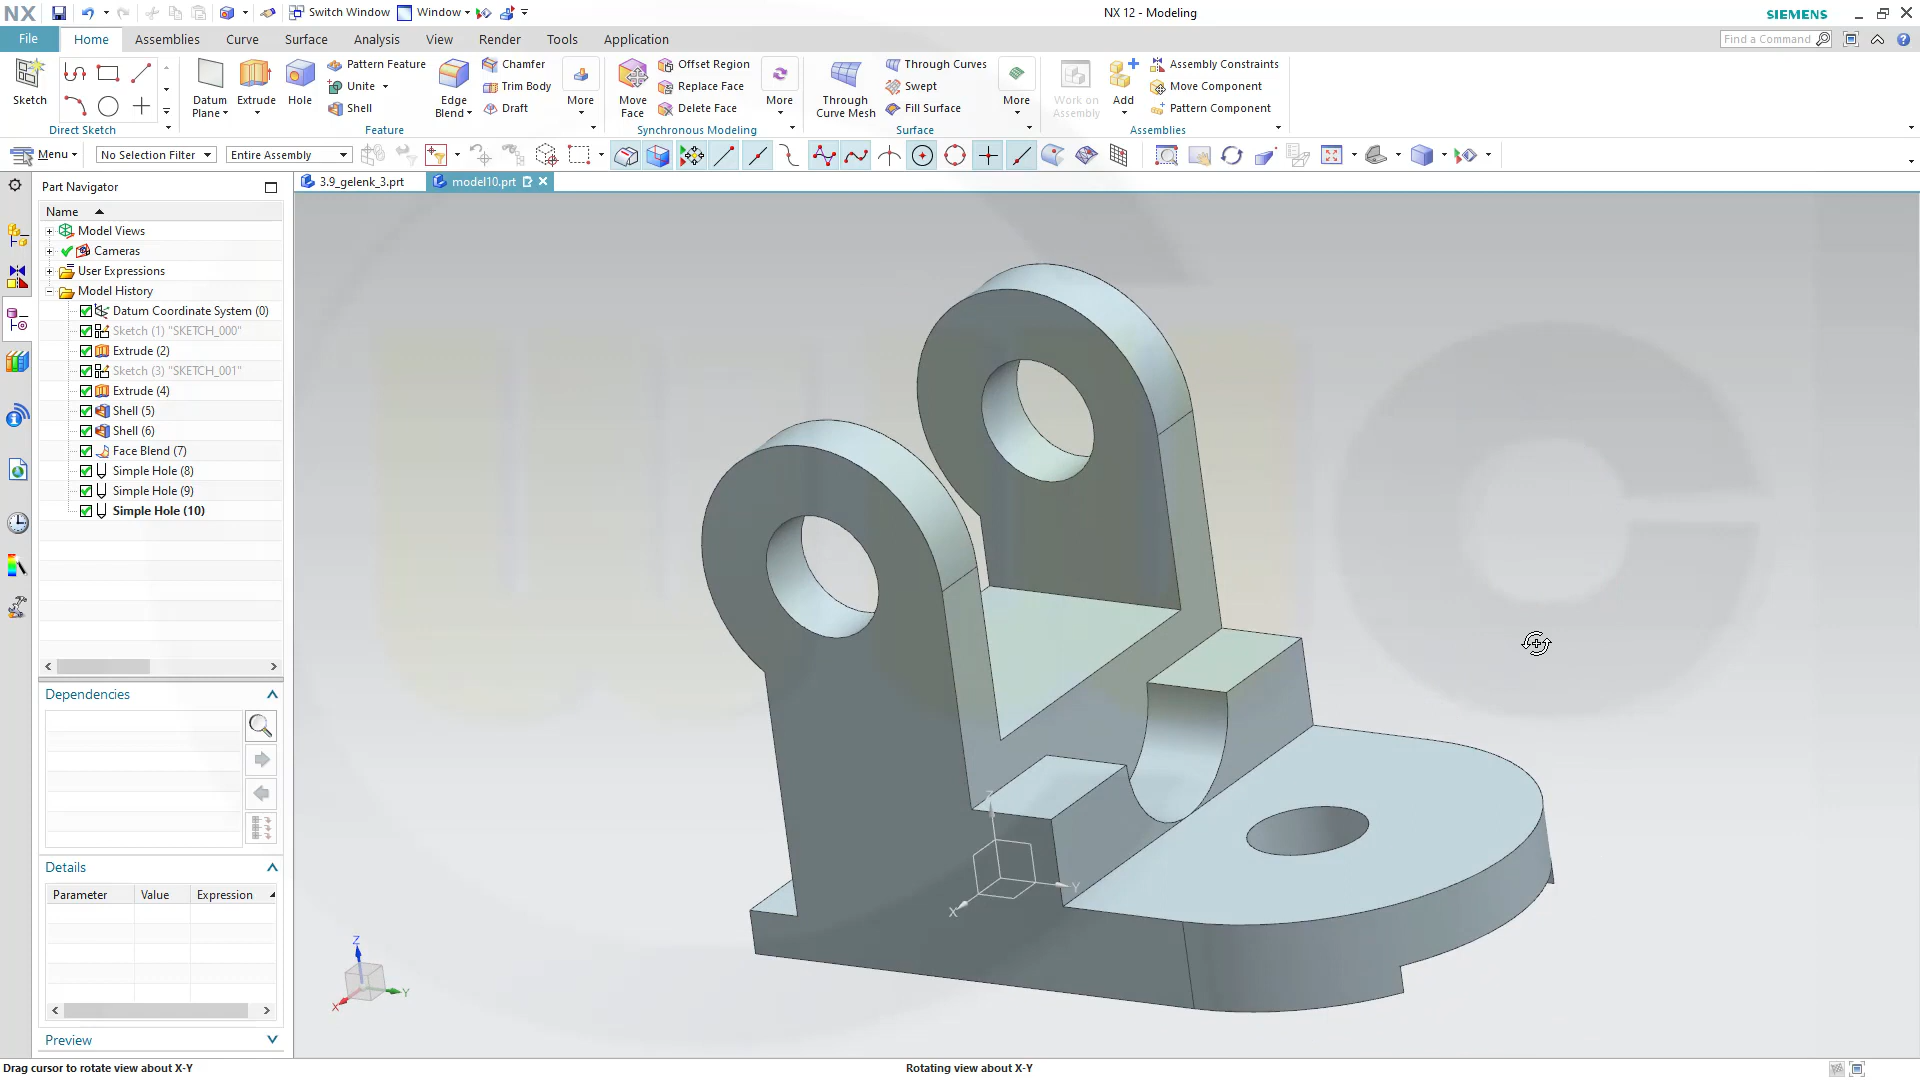 NX
Switch Window
Window
NX 12 - Modeling
SIEMENS
File
Home
Assemblies
Curve
Surface
Analysis
View
Render
Tools
Application
Find a Command
Sketch
Direct Sketch
Datum
Plane
Extrude
Hole
Pattern Feature
Unite
Shell
Edge
Blend
Chamfer
Trim Body
Draft
More
Feature
Move
Face
Offset Region
Replace Face
Delete Face
More
Synchronous Modeling
Through
Curve Mesh
Through Curves
Swept
Fill Surface
More
Surface
Work on
Assembly
Add
Assembly Constraints
Move Component
Pattern Component
Assemblies
Menu
No Selection Filter
Entire Assembly
Part Navigator
3.9_gelenk_3.prt
model10.prt
Name
Model Views
Cameras
User Expressions
Model History
Datum Coordinate System (0)
Sketch (1) "SKETCH_000"
Extrude (2)
Sketch (3) "SKETCH_001"
Extrude (4)
Shell (5)
Shell (6)
Face Blend (7)
Simple Hole (8)
Simple Hole (9)
Simple Hole (10)
Dependencies
Details
Parameter
Value
Expression
Preview
Z
Y
X
Z
Y
X
Drag cursor to rotate view about X-Y
Rotating view about X-Y